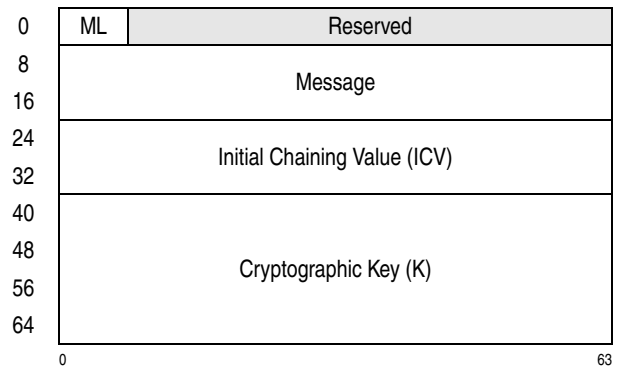 0 ML Reserved
8
Message
16
24
Initial Chaining Value (ICV)
32
40
48
Cryptographic Key (K)
56
64
0 63